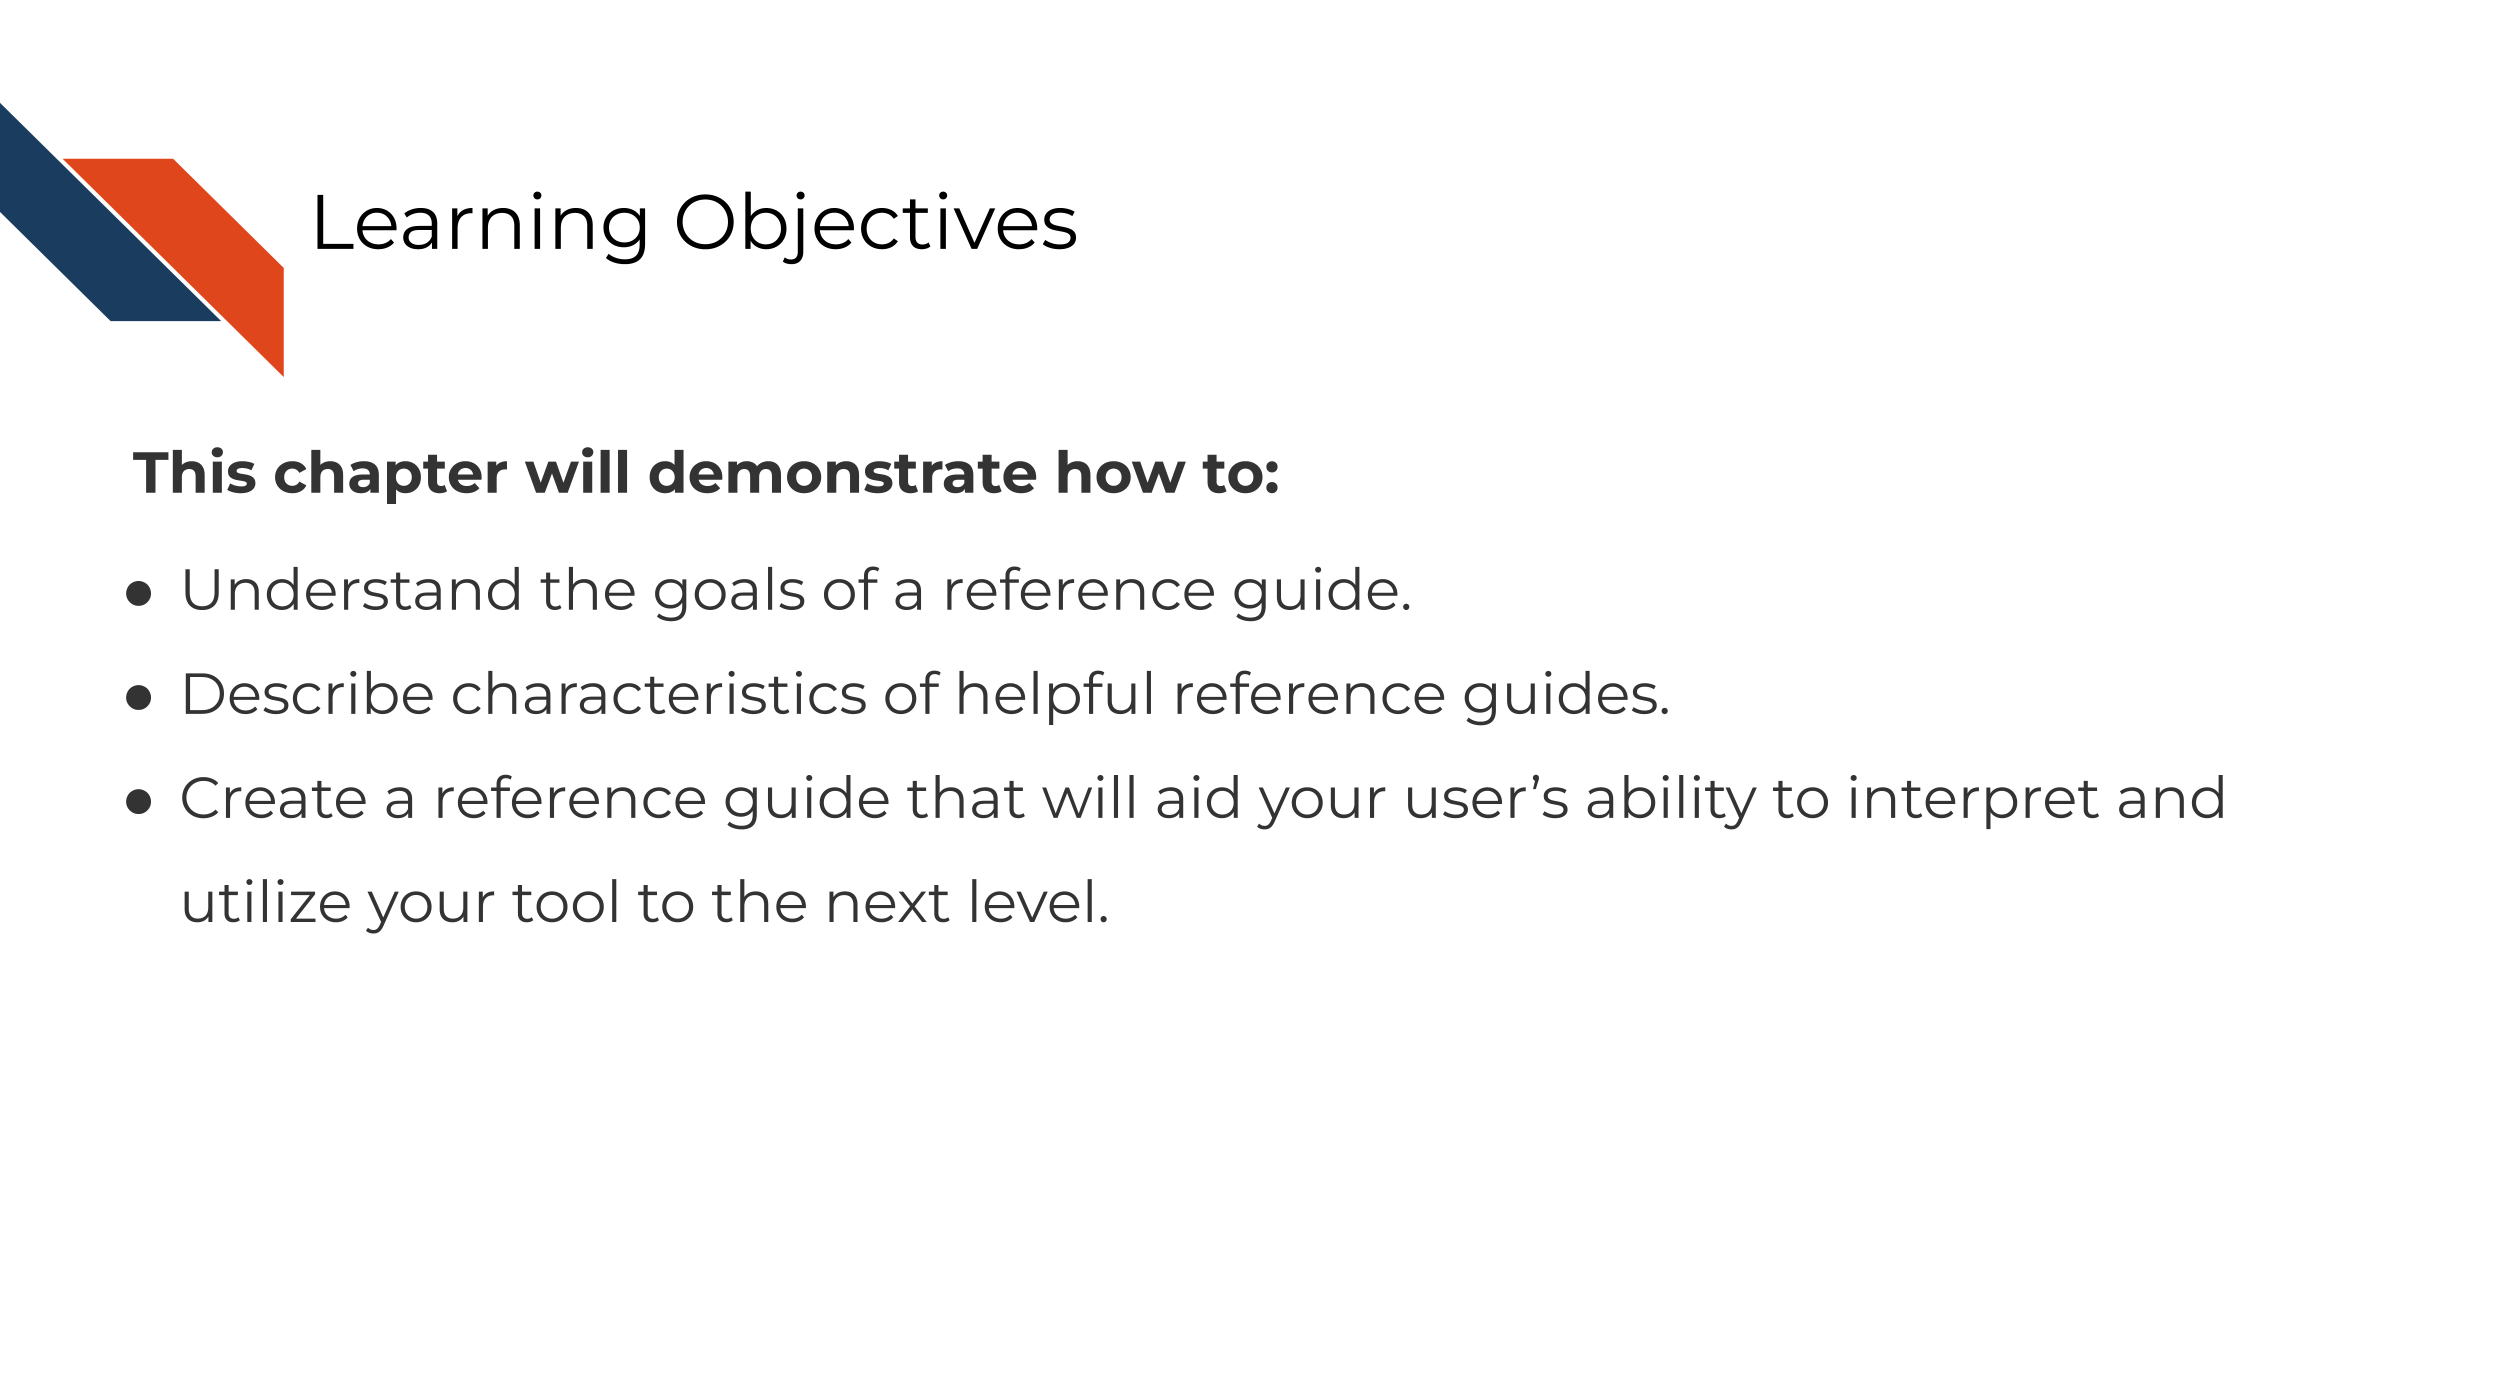 Learning Objectives
This chapter will demonstrate how to:
● Understand the goals of a reference guide.
● Describe characteristics of helpful reference guides.
● Create a reference guide that will aid your user’s ability to interpret and
utilize your tool to the next level.